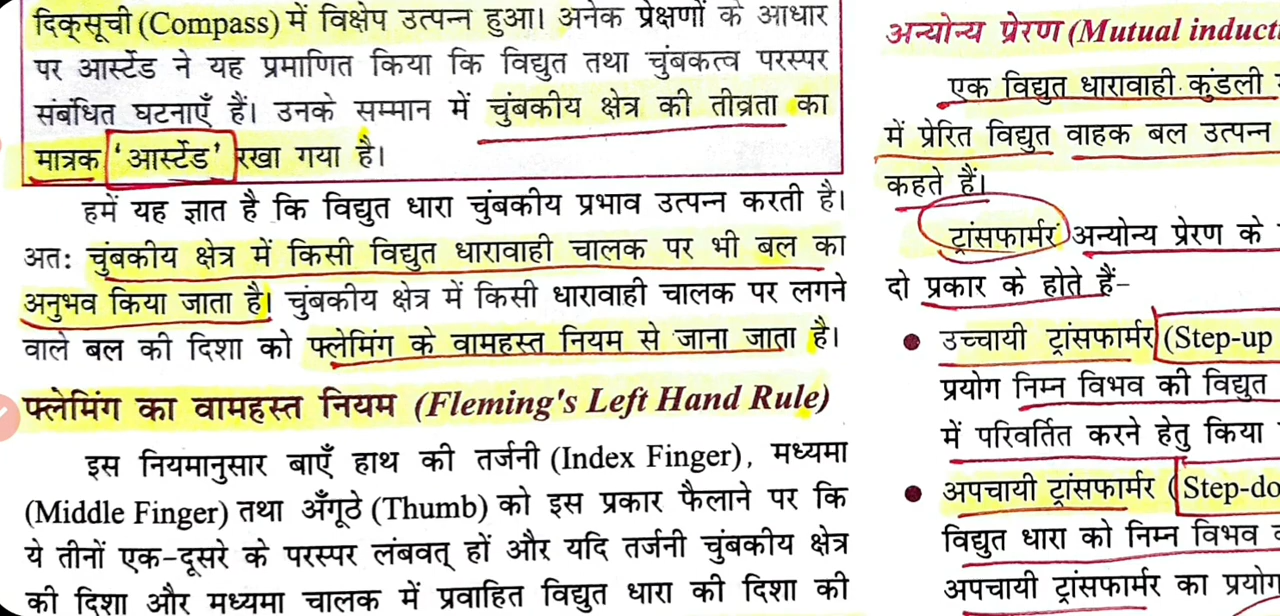 दिक्सूची (Compass) में विक्षेप उत्पन्न हुआ। अनेक प्रेक्षणों के आधार
पर आर्स्टेड ने यह प्रमाणित किया कि विद्युत तथा चुंबकत्व परस्पर
संबंधित घटनाएँ हैं। उनके सम्मान में चुंबकीय क्षेत्र की तीव्रता का
मात्रक ‘आर्स्टेड’ रखा गया है।
हमें यह ज्ञात है कि विद्युत धारा चुंबकीय प्रभाव उत्पन्न करती है।
अतः चुंबकीय क्षेत्र में किसी विद्युत धारावाही चालक पर भी बल का
अनुभव किया जाता है। चुंबकीय क्षेत्र में किसी धारावाही चालक पर लगने
वाले बल की दिशा को फ्लेमिंग के वामहस्त नियम से जाना जाता है।
फ्लेमिंग का वामहस्त नियम (Fleming's Left Hand Rule)
इस नियमानुसार बाएँ हाथ की तर्जनी (Index Finger), मध्यमा
(Middle Finger) तथा अँगूठे (Thumb) को इस प्रकार फैलाने पर कि
ये तीनों एक-दूसरे के परस्पर लंबवत् हों और यदि तर्जनी चुंबकीय क्षेत्र
की दिशा और मध्यमा चालक में प्रवाहित विद्युत धारा की दिशा की
अन्योन्य प्रेरण (Mutual inducti
एक विद्युत धारावाही कुंडली
में प्रेरित विद्युत वाहक बल उत्पन्न
कहते हैं।
ट्रांसफार्मर अन्योन्य प्रेरण के
दो प्रकार के होते हैं-
● उच्चायी ट्रांसफार्मर (Step-up
प्रयोग निम्न विभव की विद्युत
में परिवर्तित करने हेतु किया
● अपचायी ट्रांसफार्मर (Step-do
विद्युत धारा को निम्न विभव
अपचायी ट्रांसफार्मर का प्रयोग